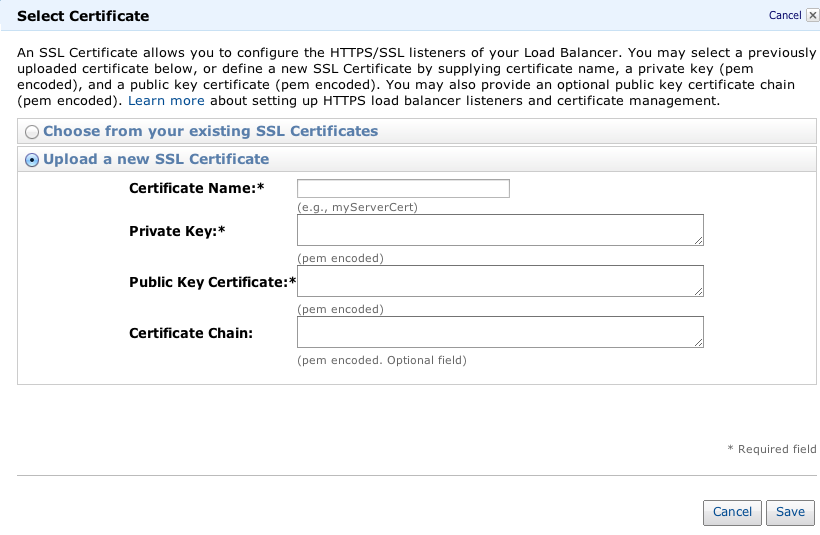 Select Certificate
Cancel
An SSL Certificate allows you to configure the HTTPS/SSL listeners of your Load Balancer. You may select a previously
uploaded certificate below, or define a new SSL Certificate by supplying certificate name, a private key (pem
encoded), and a public key certificate (pem encoded). You may also provide an optional public key certificate chain
(pem encoded). Learn more about setting up HTTPS load balancer listeners and certificate management.
Choose from your existing SSL Certificates
Upload a new SSL Certificate
Certificate Name:*
(e.g., myServerCert)
Private Key:*
(pem encoded)
Public Key Certificate:*
(pem encoded)
Certificate Chain:
(pem encoded. Optional field)
* Required field
Cancel
Save